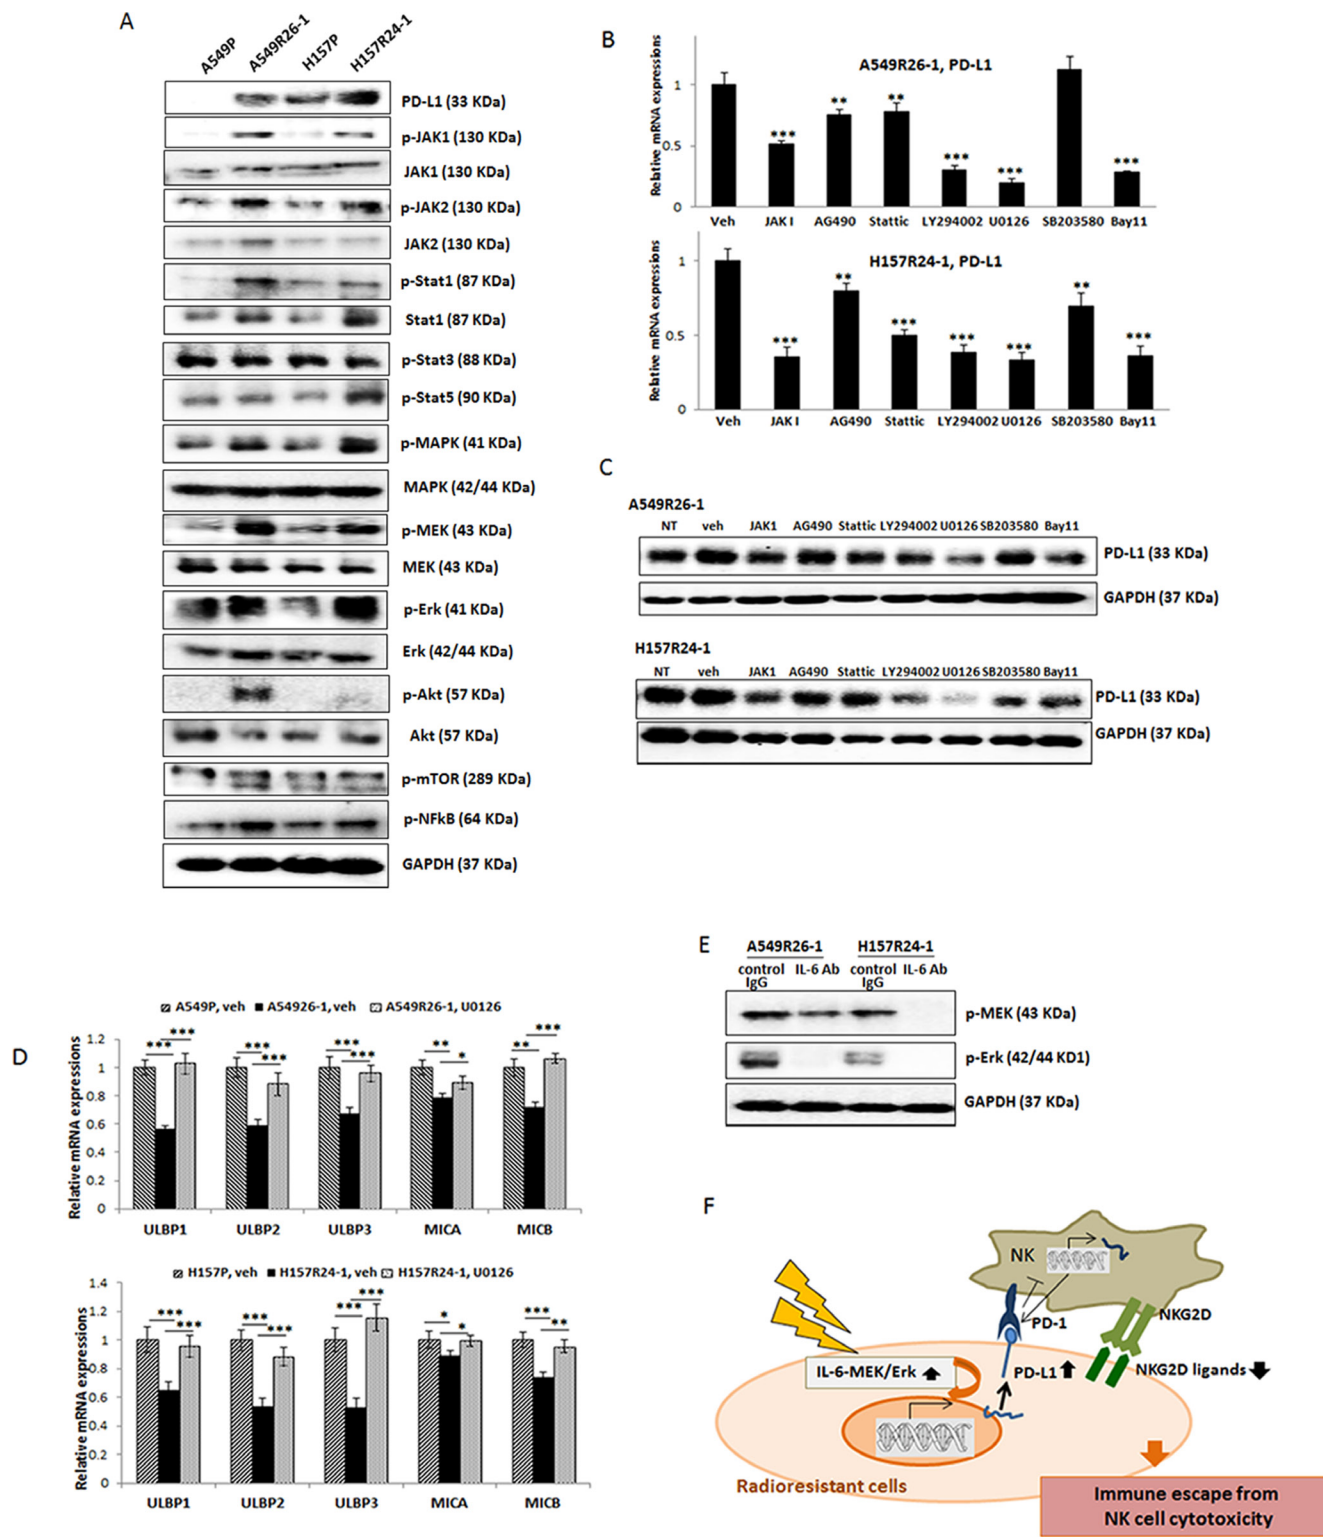 A
A549P
A549R26-1
H157P
H157R24-1
PD-L1 (33 KDa)
p-JAK1 (130 KDa)
JAK1 (130 KDa)
p-JAK2 (130 KDa)
JAK2 (130 KDa)
p-Stat1 (87 KDa)
Stat1 (87 KDa)
p-Stat3 (88 KDa)
p-Stat5 (90 KDa)
p-MAPK (41 KDa)
MAPK (42/44 KDa)
p-MEK (43 KDa)
MEK (43 KDa)
p-Erk (41 KDa)
Erk (42/44 KDa)
p-Akt (57 KDa)
Akt (57 KDa)
p-mTOR (289 KDa)
p-NFkB (64 KDa)
GAPDH (37 KDa)
B
A549R26-1, PD-L1
Relative mRNA expressions
1
0.5
0
*** ** ** *** *** ***
Veh JAK I AG490 Stattic LY294002 U0126 SB203580 Bay11
H157R24-1, PD-L1
Relative mRNA expressions
1
0.5
0
*** ** *** *** *** ** ***
Veh JAK I AG490 Stattic LY294002 U0126 SB203580 Bay11
C
A549R26-1
NT veh JAK1 AG490 Stattic LY294002 U0126 SB203580 Bay11
PD-L1 (33 KDa)
GAPDH (37 KDa)
H157R24-1
NT veh JAK1 AG490 Stattic LY294002 U0126 SB203580 Bay11
PD-L1 (33 KDa)
GAPDH (37 KDa)
D
A549P, veh A54926-1, veh A549R26-1, U0126
Relative mRNA expressions
1.2
1
0.8
0.6
0.4
0.2
0
*** *** *** *** *** *** ** * ** ***
ULBP1 ULBP2 ULBP3 MICA MICB
H157P, veh H157R24-1, veh H157R24-1, U0126
Relative mRNA expressions
1.4
1.2
1
0.8
0.6
0.4
0.2
0
*** *** *** *** *** *** * * *** **
ULBP1 ULBP2 ULBP3 MICA MICB
E
A549R26-1 H157R24-1
control IgG IL-6 Ab control IgG IL-6 Ab
p-MEK (43 KDa)
p-Erk (42/44 KD1)
GAPDH (37 KDa)
F
NK
NKG2D
PD-1
IL-6-MEK/Erk
PD-L1
NKG2D ligands
Radioresistant cells
Immune escape from
NK cell cytotoxicity